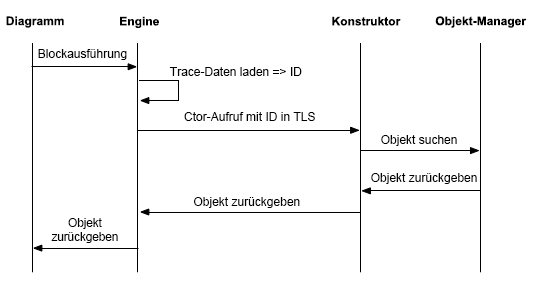 Diagramm Engine Konstruktor Objekt-Manager
Blockausführung
Trace-Daten laden => ID
Ctor-Aufruf mit ID in TLS
Objekt suchen
Objekt zurückgeben
Objekt zurückgeben
Objekt
zurückgeben